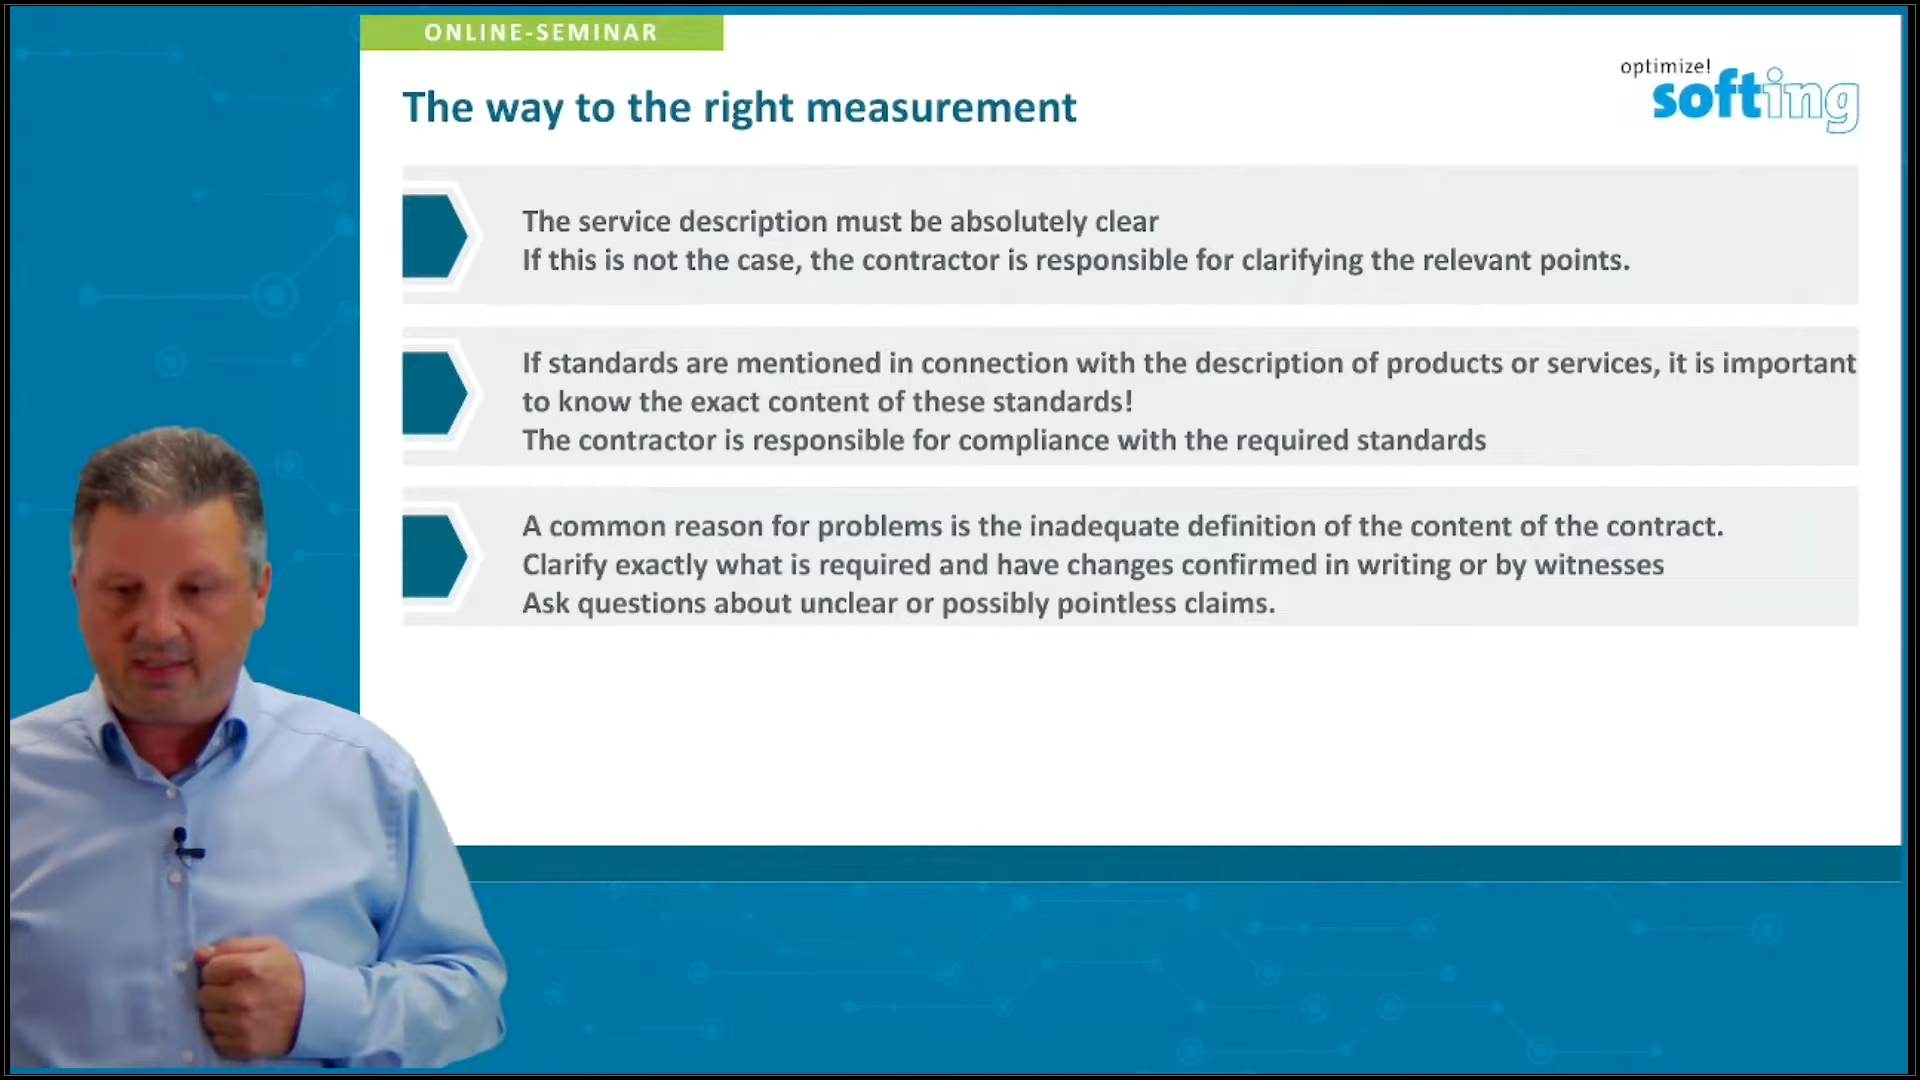 ONLINE-SEMINAR
optimize!
softing
The way to the right measurement
The service description must be absolutely clear
If this is not the case, the contractor is responsible for clarifying the relevant points.
If standards are mentioned in connection with the description of products or services, it is important
to know the exact content of these standards!
The contractor is responsible for compliance with the required standards
A common reason for problems is the inadequate definition of the content of the contract.
Clarify exactly what is required and have changes confirmed in writing or by witnesses
Ask questions about unclear or possibly pointless claims.